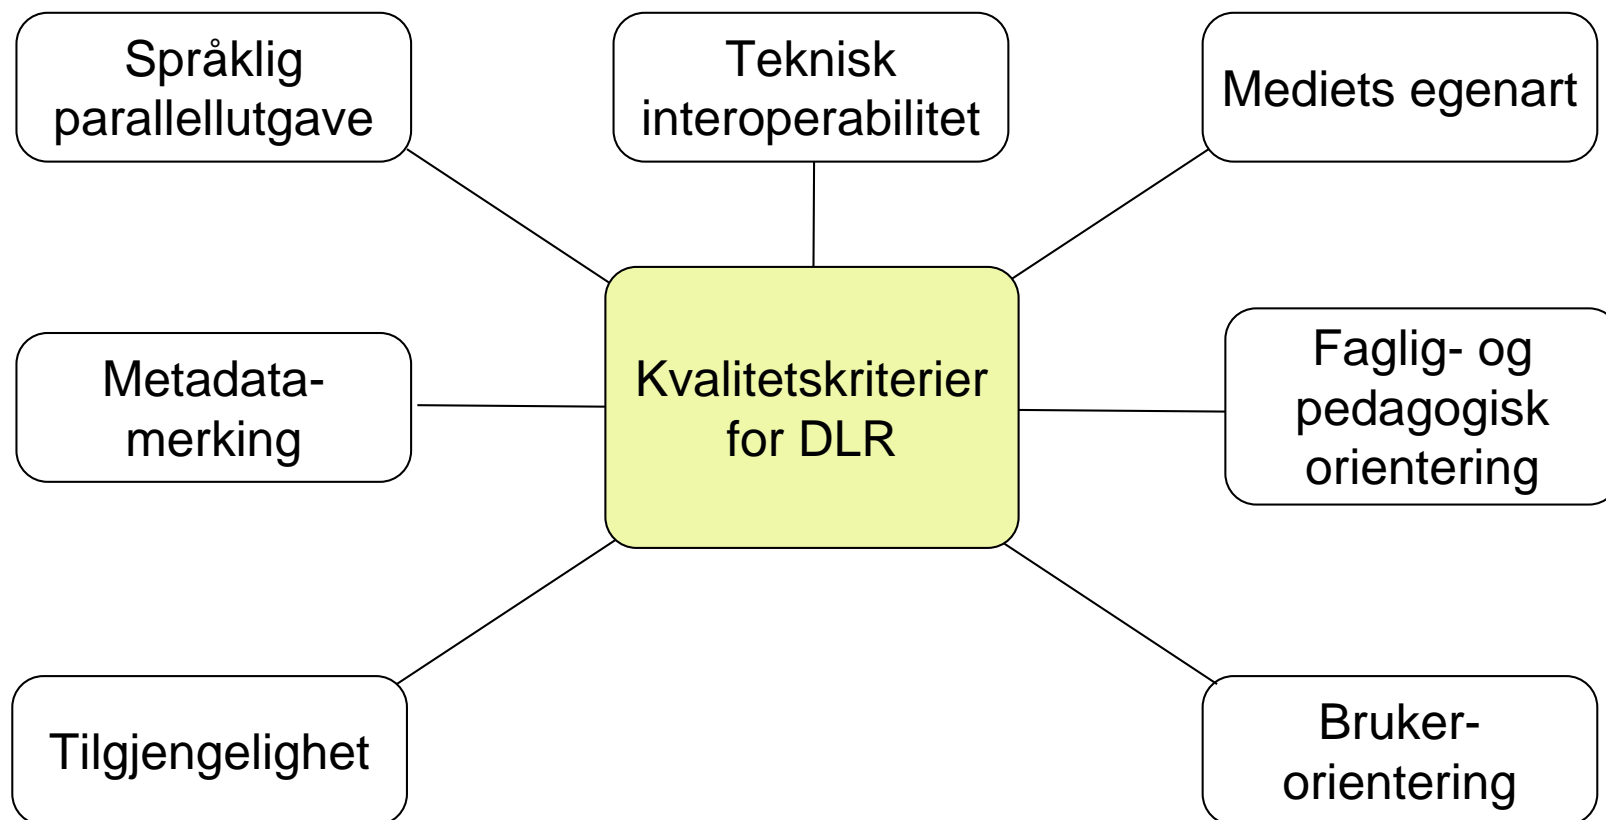 Språklig
parallellutgave
Teknisk
interoperabilitet
Mediets egenart
Metadata-
merking
Kvalitetskriterier
for DLR
Faglig- og
pedagogisk
orientering
Tilgjengelighet
Bruker-
orientering